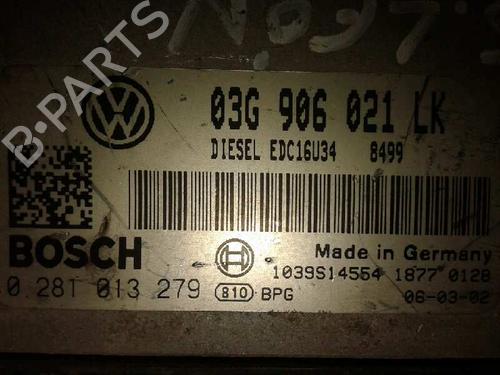 LEON
B-PARTS
03G 906 021 LK
DIESEL EDC16U34 8499
BOSCH
Made in Germany
1039S14554 1877 0128
0 281 013 279 810 BPG
06-03-02